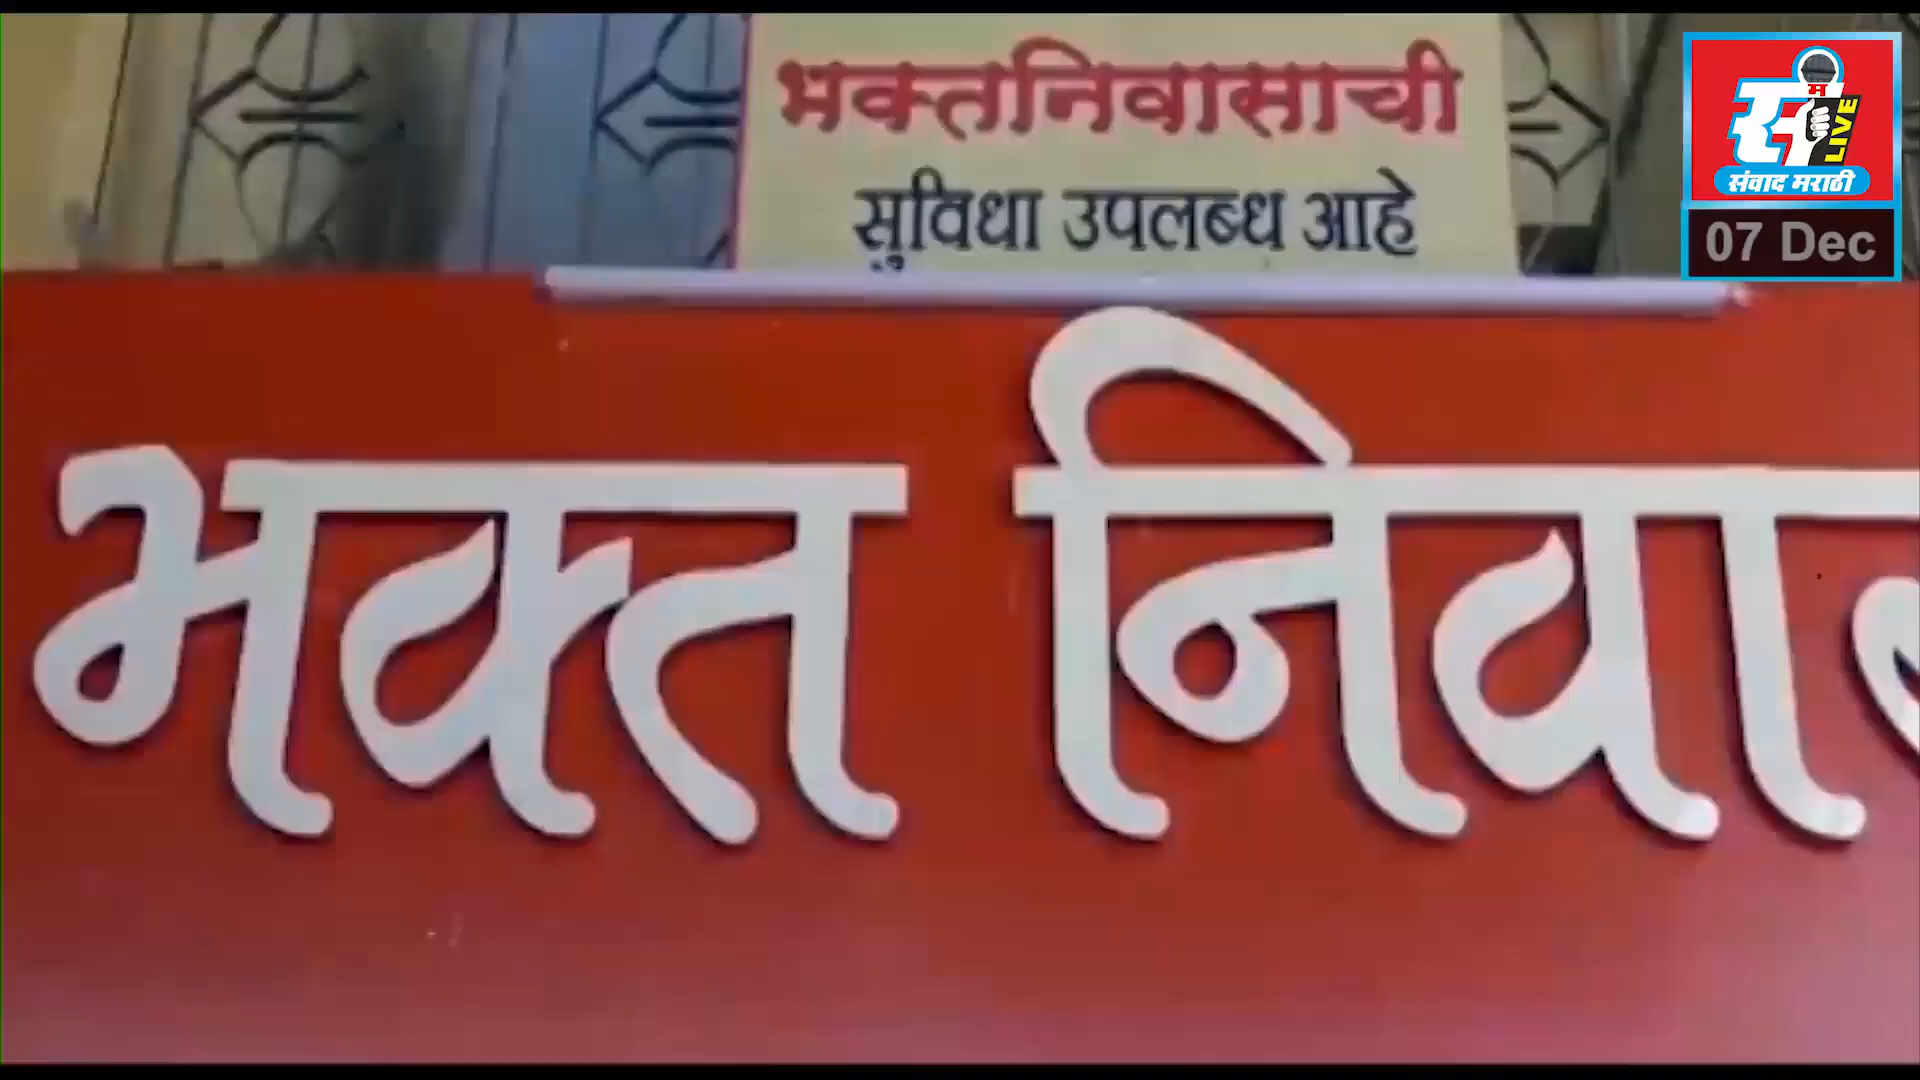 भक्तनिवासाची
सुविधा उपलब्ध आहे
स
म
LIVE
संवाद मराठी
07 Dec
भक्त निवास